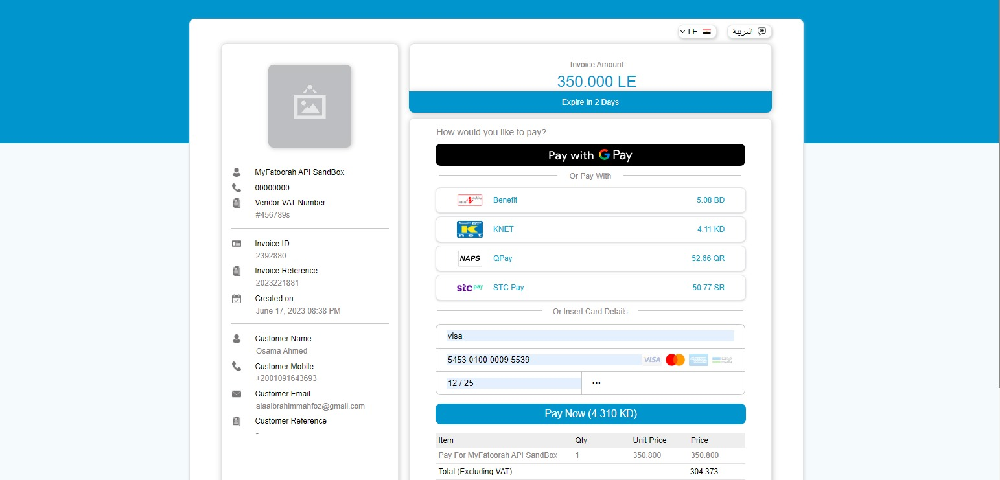 LE
العربية
MyFatoorah API SandBox
00000000
Vendor VAT Number
#456789s
Invoice ID
2392880
Invoice Reference
2023221881
Created on
June 17, 2023 08:38 PM
Customer Name
Osama Ahmed
Customer Mobile
+2001091643693
Customer Email
alaaibrahimmahfoz@gmail.com
Customer Reference
-
Invoice Amount
350.000 LE
Expire In 2 Days
How would you like to pay?
Pay with G Pay
Or Pay With
Benefit 5.08 BD
K net KNET 4.11 KD
NAPS QPay 52.66 QR
stc pay STC Pay 50.77 SR
Or Insert Card Details
visa
5453 0100 0009 5539 VISA mada
12 / 25 •••
Pay Now (4.310 KD)
Item Qty Unit Price Price
Pay For MyFatoorah API SandBox 1 350.800 350.800
Total (Excluding VAT) 304.373